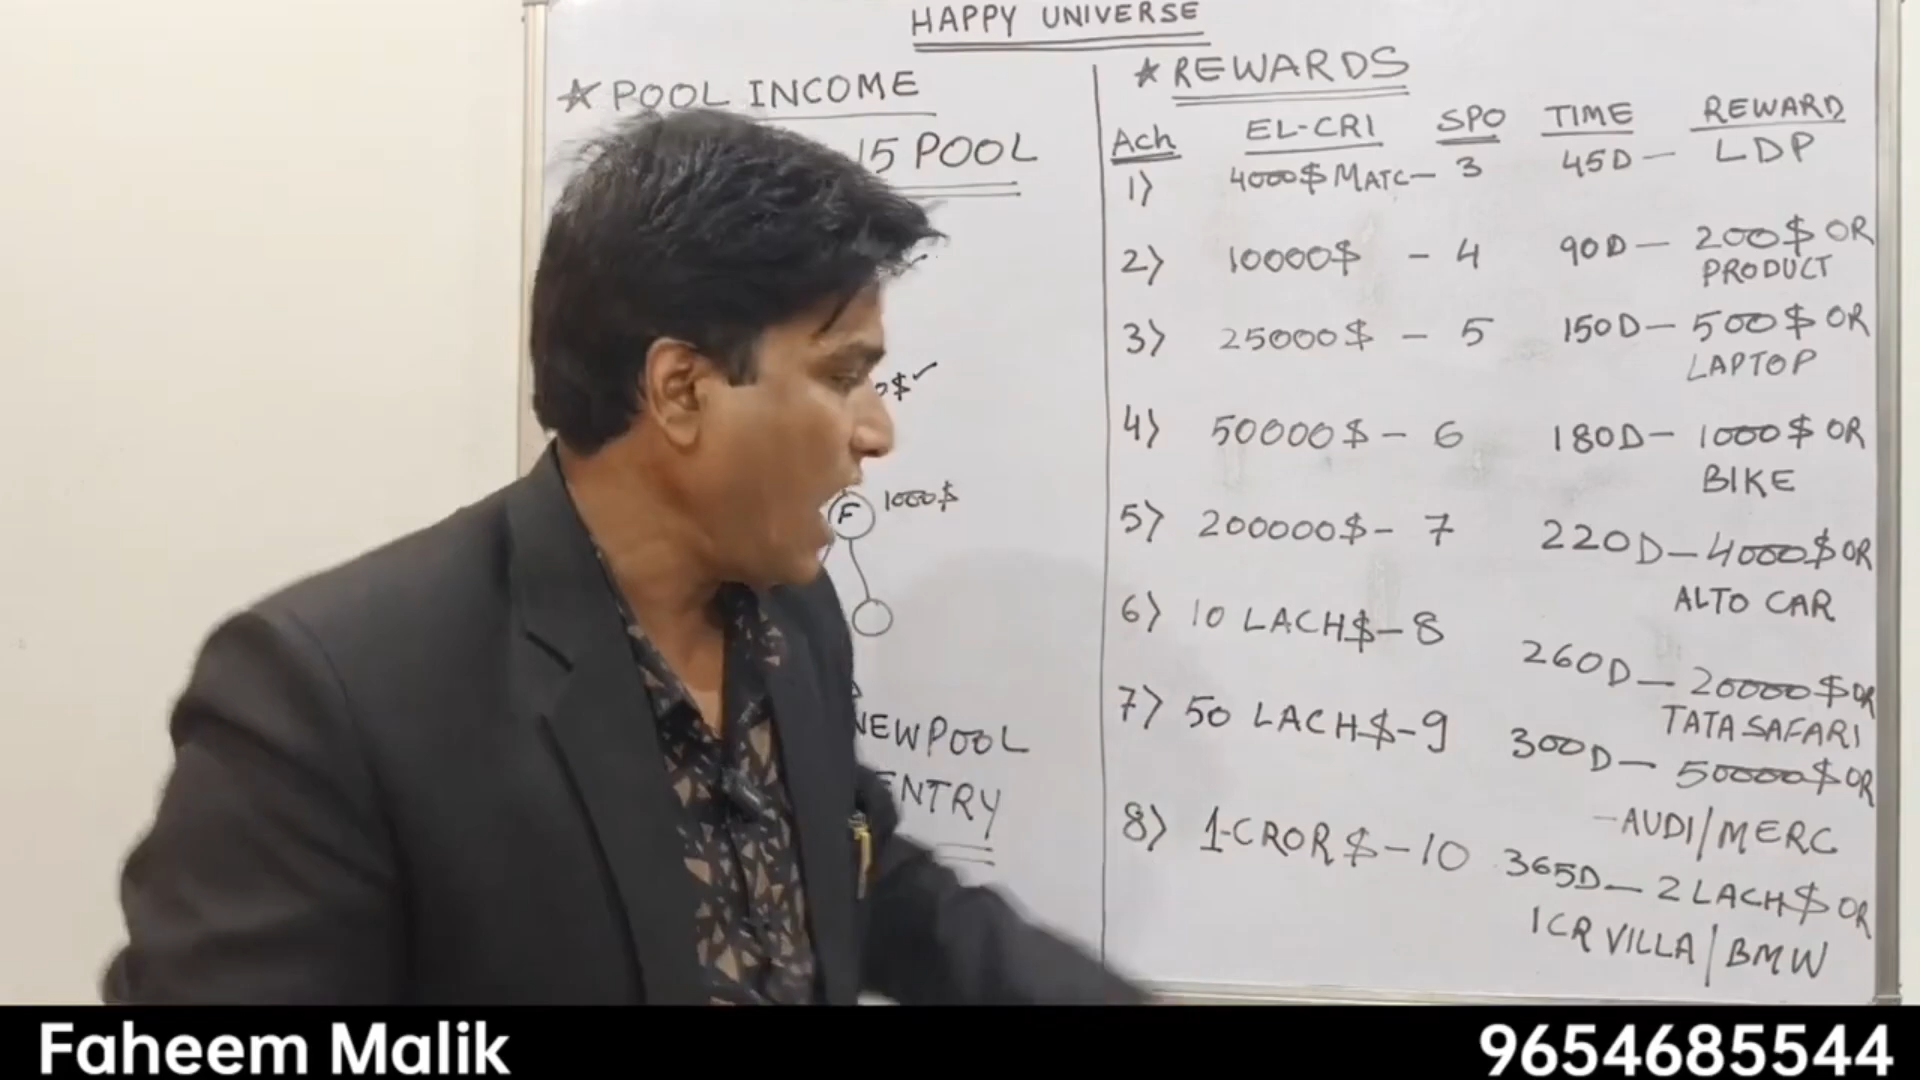 HAPPY UNIVERSE
★ POOL INCOME
15 POOL
0$ ✓
F 1000$
NEW POOL
ENTRY
★ REWARDS
Ach EL-CRI SPO TIME REWARD
1) 4000$ MATC- 3 45D - LDP
2) 10000$ - 4 90D - 200$ OR
PRODUCT
3) 25000$ - 5 150D - 500$ OR
LAPTOP
4) 50000$ - 6 180D - 1000$ OR
BIKE
5) 200000$ - 7 220D - 4000$ OR
ALTO CAR
6) 10 LACH$ - 8 260D - 20000$ OR
TATA SAFARI
7) 50 LACH$ - 9 300D - 50000$ OR
-AUDI/MERC
8) 1-CROR$ - 10 365D - 2 LACH$ OR
1CR VILLA/BMW
Faheem Malik 9654685544